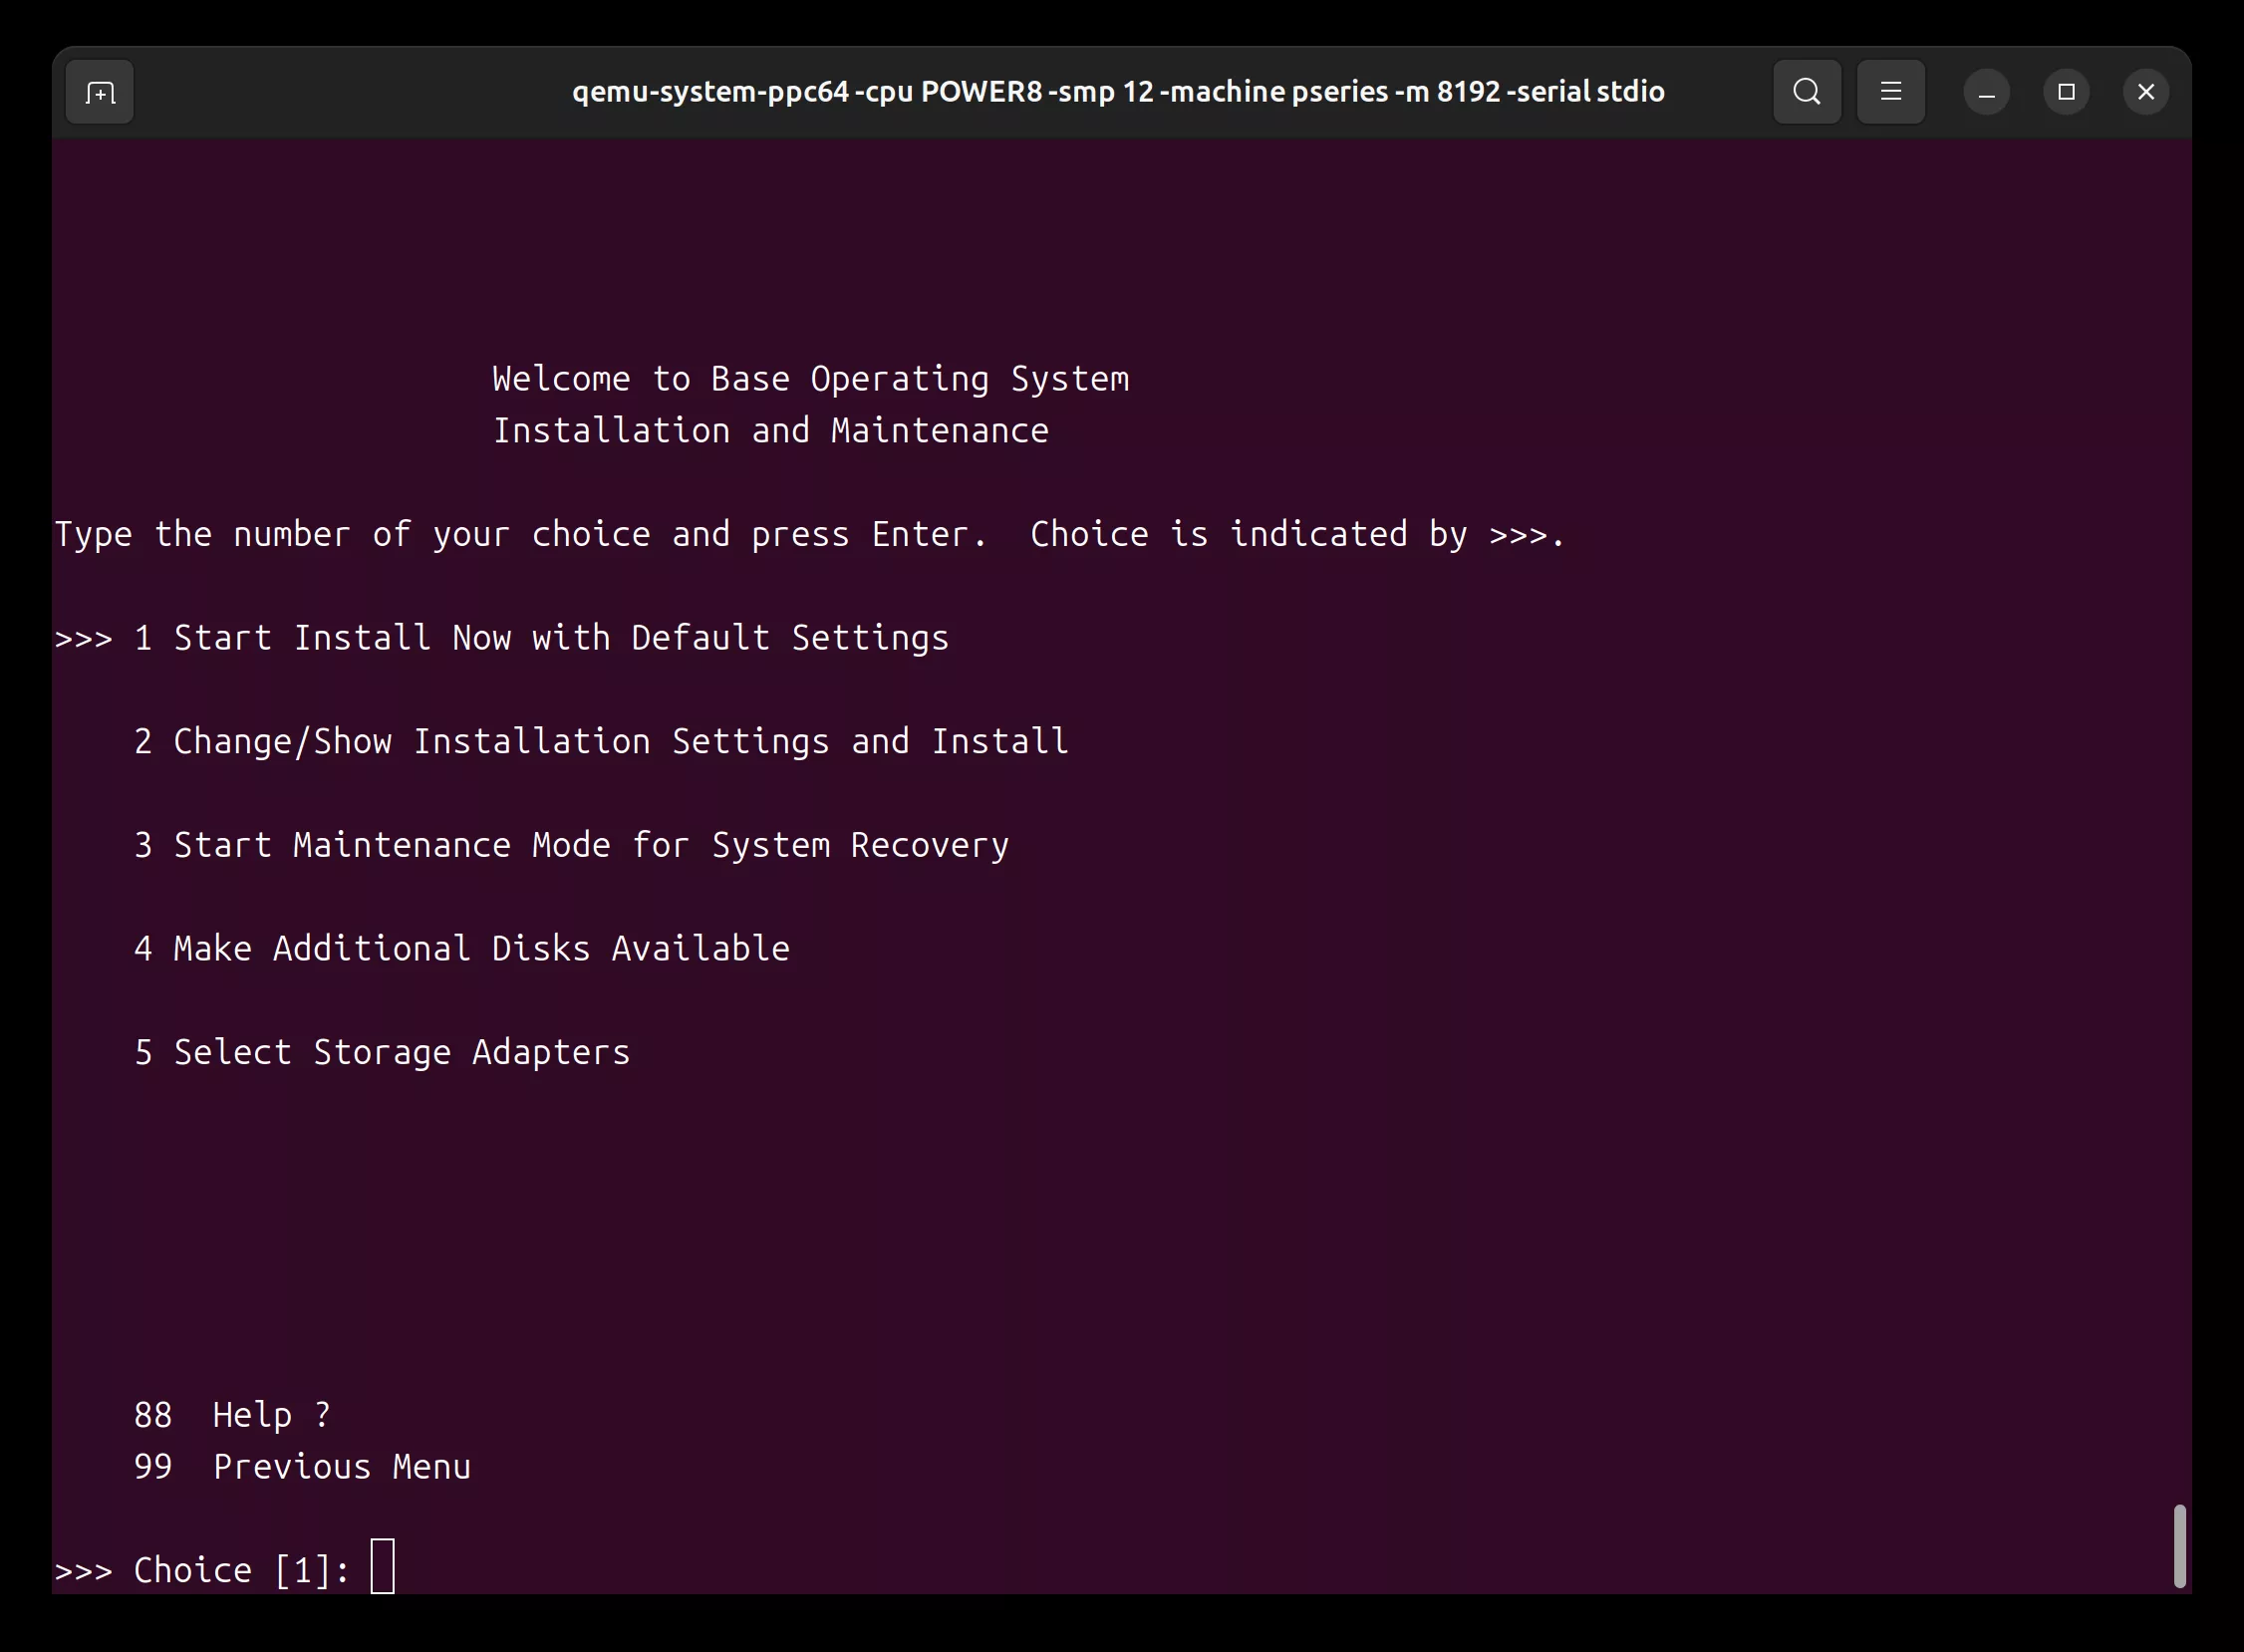 qemu-system-ppc64 -cpu POWER8 -smp 12 -machine pseries -m 8192 -serial stdio
Welcome to Base Operating System
Installation and Maintenance
Type the number of your choice and press Enter.  Choice is indicated by >>>.
>>> 1 Start Install Now with Default Settings
2 Change/Show Installation Settings and Install
3 Start Maintenance Mode for System Recovery
4 Make Additional Disks Available
5 Select Storage Adapters
88  Help ?
99  Previous Menu
>>> Choice [1]: